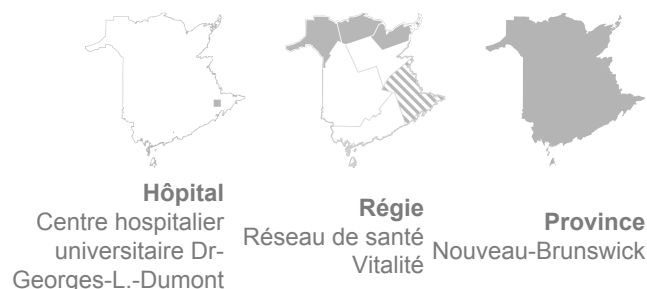 Hôpital
Centre hospitalier
universitaire Dr-
Georges-L.-Dumont
Régie
Réseau de santé
Vitalité
Province
Nouveau-Brunswick